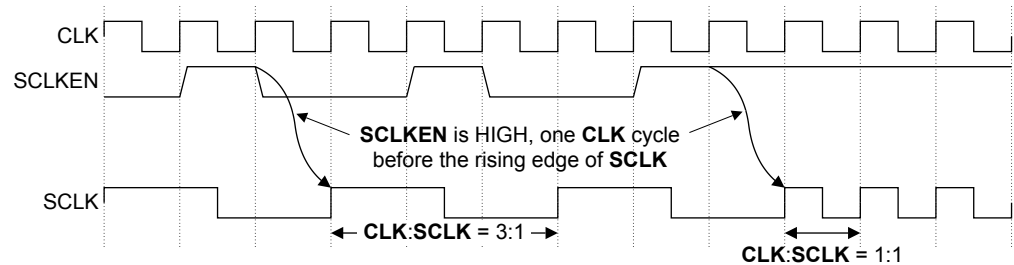 CLK
SCLKEN
SCLKEN is HIGH, one CLK cycle
before the rising edge of SCLK
SCLK
CLK:SCLK = 3:1
CLK:SCLK = 1:1